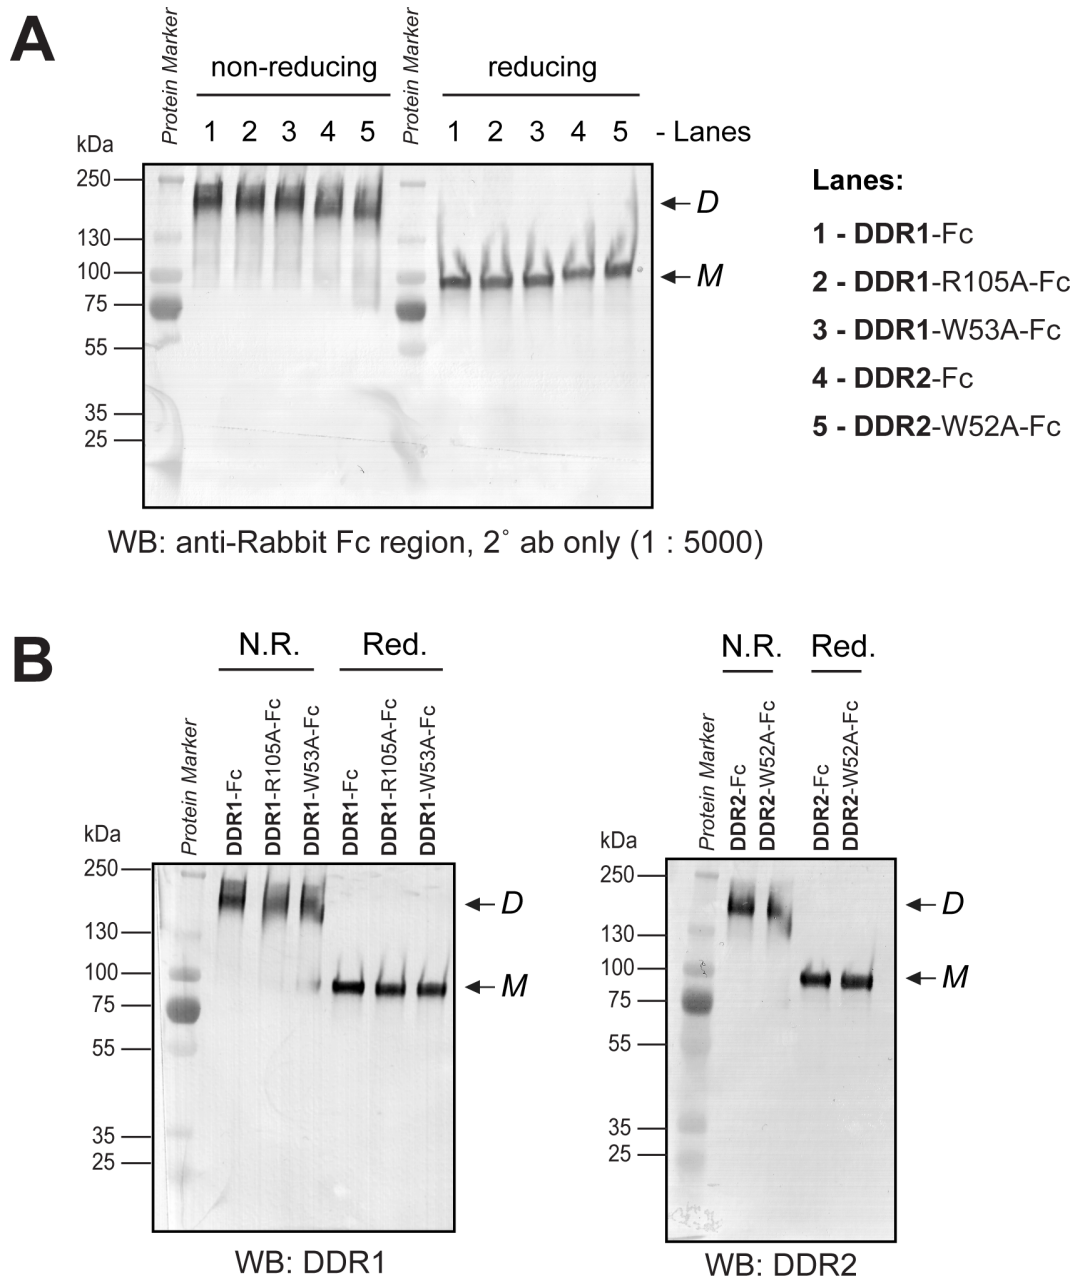 A
Protein Marker
non-reducing
Protein Marker
reducing
1 2 3 4 5
1 2 3 4 5 - Lanes
kDa
250
130
100
75
55
35
25
D
M
Lanes:
1 - DDR1-Fc
2 - DDR1-R105A-Fc
3 - DDR1-W53A-Fc
4 - DDR2-Fc
5 - DDR2-W52A-Fc
WB: anti-Rabbit Fc region, 2˚ ab only (1 : 5000)
B
N.R.
Red.
Protein Marker
DDR1-Fc
DDR1-R105A-Fc
DDR1-W53A-Fc
DDR1-Fc
DDR1-R105A-Fc
DDR1-W53A-Fc
kDa
250
130
100
75
55
35
25
D
M
WB: DDR1
N.R.
Red.
Protein Marker
DDR2-Fc
DDR2-W52A-Fc
DDR2-Fc
DDR2-W52A-Fc
kDa
250
130
100
75
55
35
25
D
M
WB: DDR2